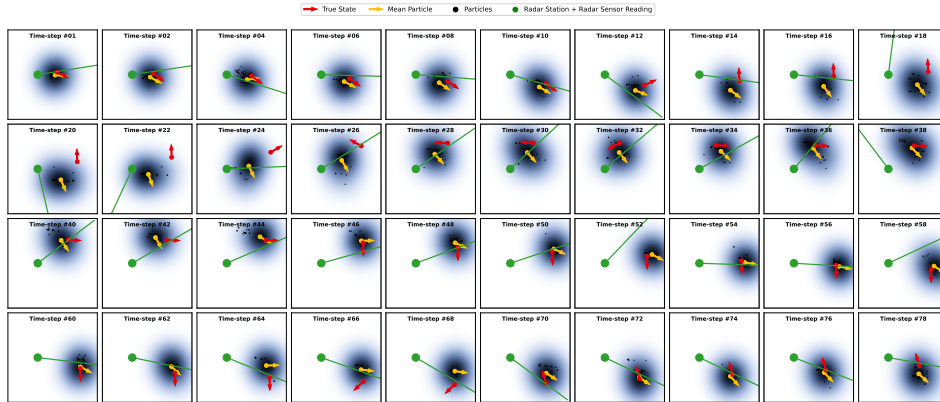 True State Mean Particle Particles Radar Station + Radar Sensor Reading
Time-step #01 Time-step #02 Time-step #04 Time-step #06 Time-step #08 Time-step #10 Time-step #12 Time-step #14 Time-step #16 Time-step #18
Time-step #20 Time-step #22 Time-step #24 Time-step #26 Time-step #28 Time-step #30 Time-step #32 Time-step #34 Time-step #36 Time-step #38
Time-step #40 Time-step #42 Time-step #44 Time-step #46 Time-step #48 Time-step #50 Time-step #52 Time-step #54 Time-step #56 Time-step #58
Time-step #60 Time-step #62 Time-step #64 Time-step #66 Time-step #68 Time-step #70 Time-step #72 Time-step #74 Time-step #76 Time-step #78